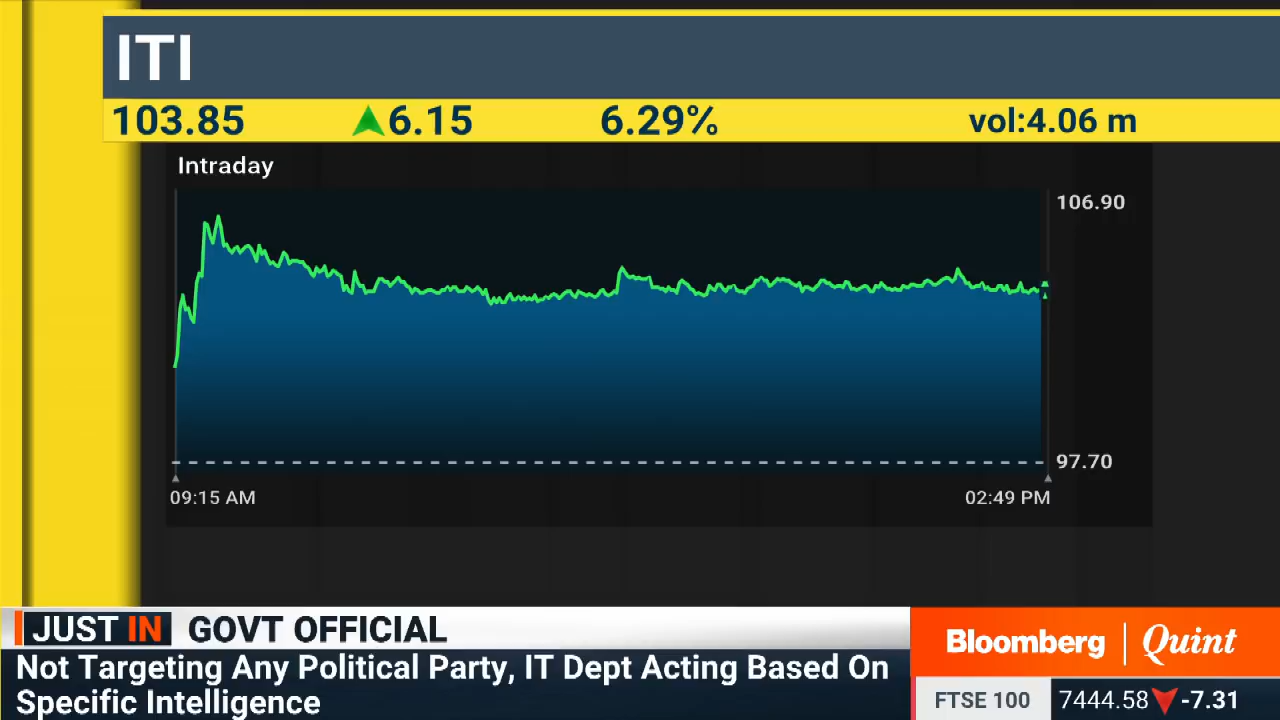 ITI
103.85 6.15 6.29% vol:4.06 m
Intraday
106.90
97.70
09:15 AM 02:49 PM
JUST IN GOVT OFFICIAL
Not Targeting Any Political Party, IT Dept Acting Based On
Specific Intelligence
Bloomberg | Quint
FTSE 100 7444.58 -7.31